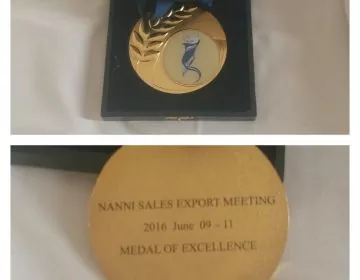 NANNI SALES EXPORT MEETING
2016 June 09 - 11
MEDAL OF EXCELLENCE